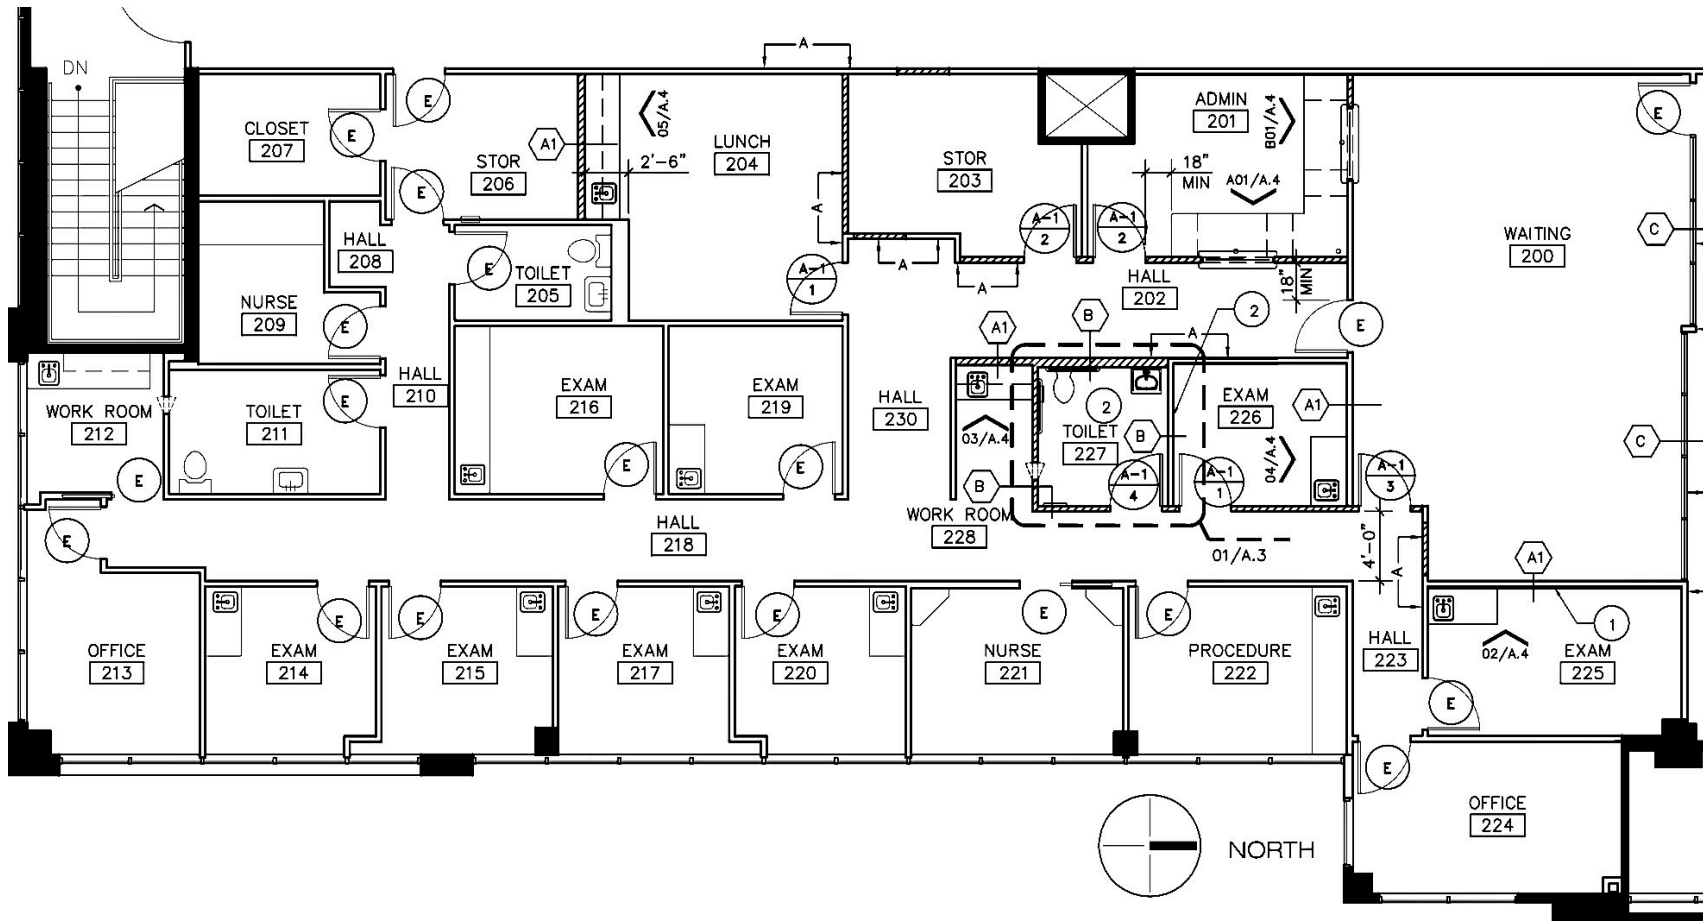 DN
A
CLOSET
207
E
E
E
STOR
206
A1
05/A.4
2'-6"
LUNCH
204
A
STOR
203
A-1
2
A-1
2
ADMIN
201
B01/A.4
18"
MIN
A01/A.4
WAITING
200
E
C
C
HALL
208
NURSE
209
E
E
TOILET
205
A-1
1
A
A
HALL
202
18"
MIN
2
E
A1
B
A
WORK ROOM
212
TOILET
211
E
HALL
210
EXAM
216
E
EXAM
219
E
HALL
230
03/A.4
2
TOILET
227
B
B
A-1
4
EXAM
226
A1
04/A.4
A-1
1
A-1
3
E
E
HALL
218
WORK ROOM
228
01/A.3
4'-0"
A
A1
OFFICE
213
EXAM
214
E
EXAM
215
E
EXAM
217
E
EXAM
220
E
NURSE
221
E
PROCEDURE
222
E
HALL
223
02/A.4
EXAM
225
1
E
E
OFFICE
224
NORTH